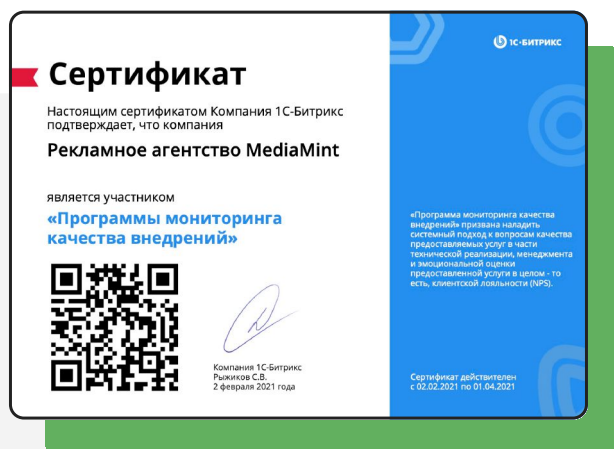 1С·БИТРИКС
Сертификат
Настоящим сертификатом Компания 1С-Битрикс
подтверждает, что компания
Рекламное агентство MediaMint
является участником
«Программы мониторинга
качества внедрений»
«Программа мониторинга качества
внедрений» призвана наладить
системный подход к вопросам качества
предоставляемых услуг в части
технической реализации, менеджмента
и эмоциональной оценки
предоставленной услуги в целом - то
есть, клиентской лояльности (NPS).
Компания 1С-Битрикс
Рыжиков С.В.
2 февраля 2021 года
Сертификат действителен
с 02.02.2021 по 01.04.2021